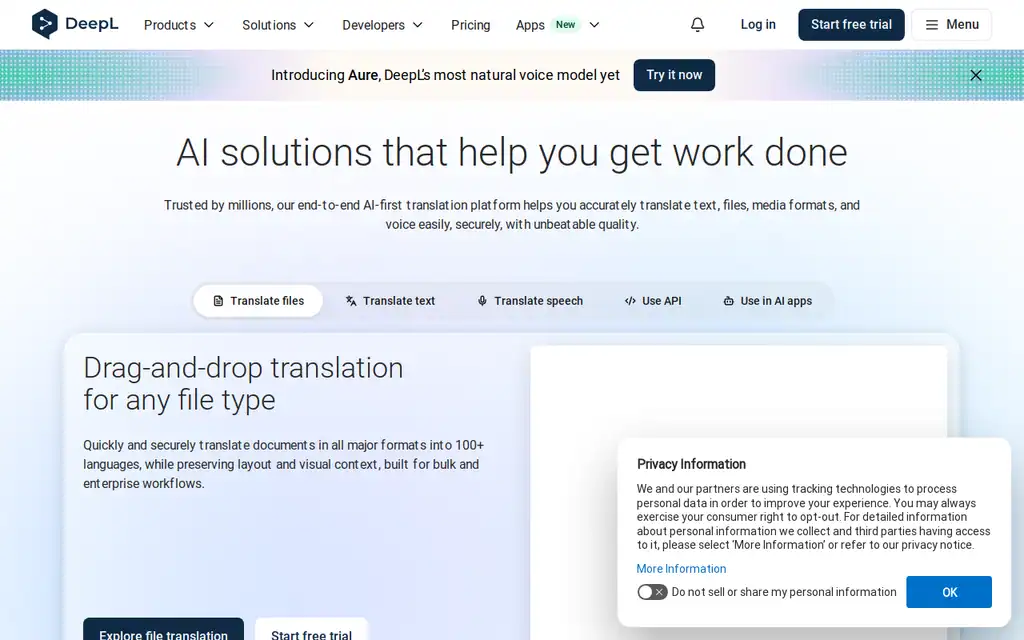 DeepL
Products
Solutions
Developers
Pricing
Apps New
Log in
Start free trial
Menu
Introducing Aure, DeepL's most natural voice model yet
Try it now
AI solutions that help you get work done
Trusted by millions, our end-to-end AI-first translation platform helps you accurately translate text, files, media formats, and
voice easily, securely, with unbeatable quality.
Translate files
Translate text
Translate speech
Use API
Use in AI apps
Drag-and-drop translation
for any file type
Quickly and securely translate documents in all major formats into 100+
languages, while preserving layout and visual context, built for bulk and
enterprise workflows.
Explore file translation
Start free trial
Privacy Information
We and our partners are using tracking technologies to process
personal data in order to improve your experience. You may always
exercise your consumer right to opt-out. For detailed information
about personal information we collect and third parties having access
to it, please select ‘More Information’ or refer to our privacy notice.
More Information
Do not sell or share my personal information
OK